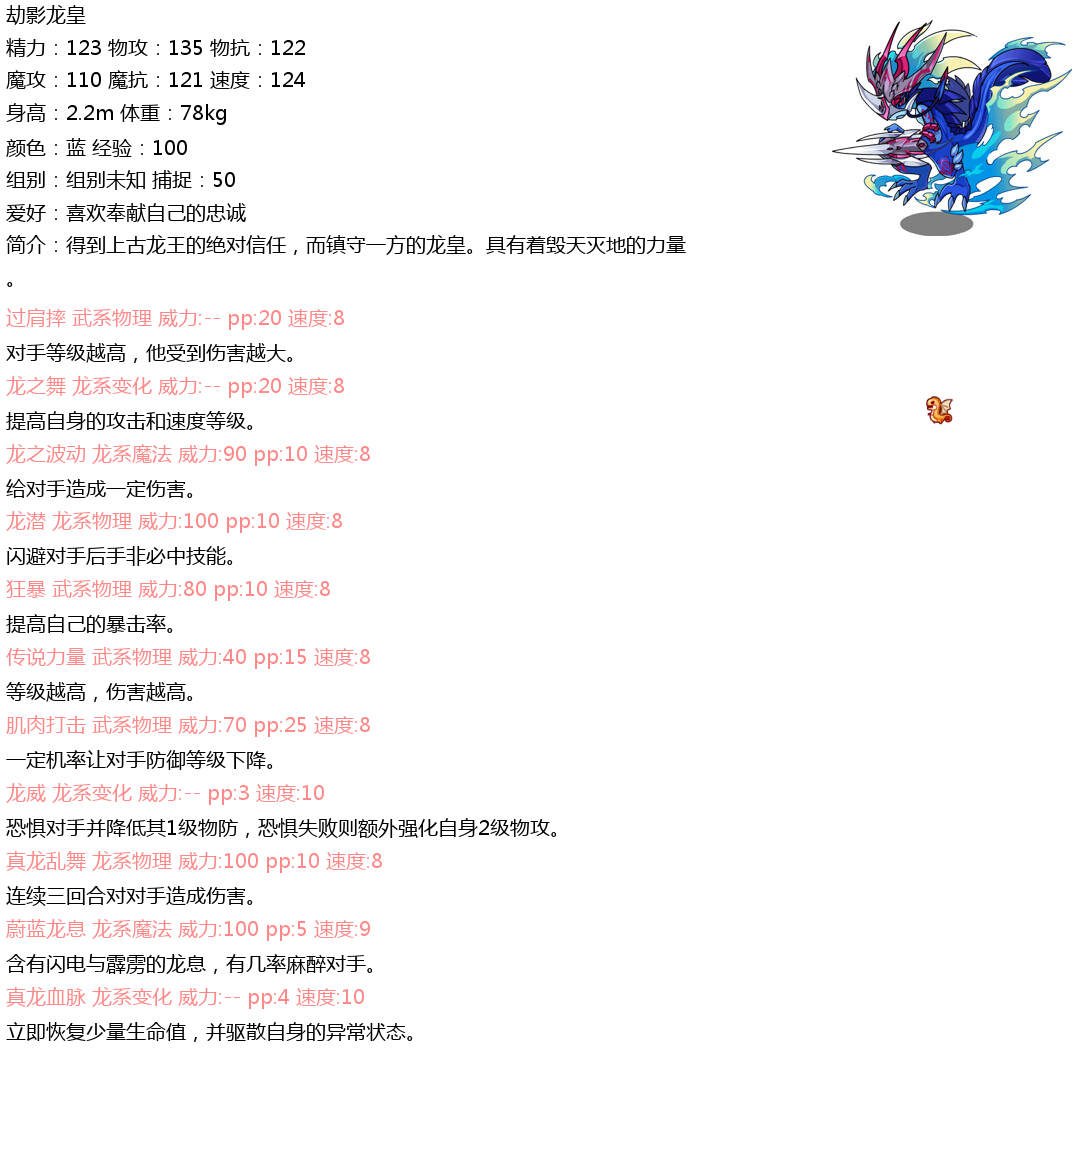 劫影龙皇
精力：123 物攻：135 物抗：122
魔攻：110 魔抗：121 速度：124
身高：2.2m 体重：78kg
颜色：蓝 经验：100
组别：组别未知 捕捉：50
爱好：喜欢奉献自己的忠诚
简介：得到上古龙王的绝对信任，而镇守一方的龙皇。具有着毁天灭地的力量
。
过肩摔 武系物理 威力:-- pp:20 速度:8
对手等级越高，他受到伤害越大。
龙之舞 龙系变化 威力:-- pp:20 速度:8
提高自身的攻击和速度等级。
龙之波动 龙系魔法 威力:90 pp:10 速度:8
给对手造成一定伤害。
龙潜 龙系物理 威力:100 pp:10 速度:8
闪避对手后手非必中技能。
狂暴 武系物理 威力:80 pp:10 速度:8
提高自己的暴击率。
传说力量 武系物理 威力:40 pp:15 速度:8
等级越高，伤害越高。
肌肉打击 武系物理 威力:70 pp:25 速度:8
一定机率让对手防御等级下降。
龙威 龙系变化 威力:-- pp:3 速度:10
恐惧对手并降低其1级物防，恐惧失败则额外强化自身2级物攻。
真龙乱舞 龙系物理 威力:100 pp:10 速度:8
连续三回合对对手造成伤害。
蔚蓝龙息 龙系魔法 威力:100 pp:5 速度:9
含有闪电与霹雳的龙息，有几率麻醉对手。
真龙血脉 龙系变化 威力:-- pp:4 速度:10
立即恢复少量生命值，并驱散自身的异常状态。